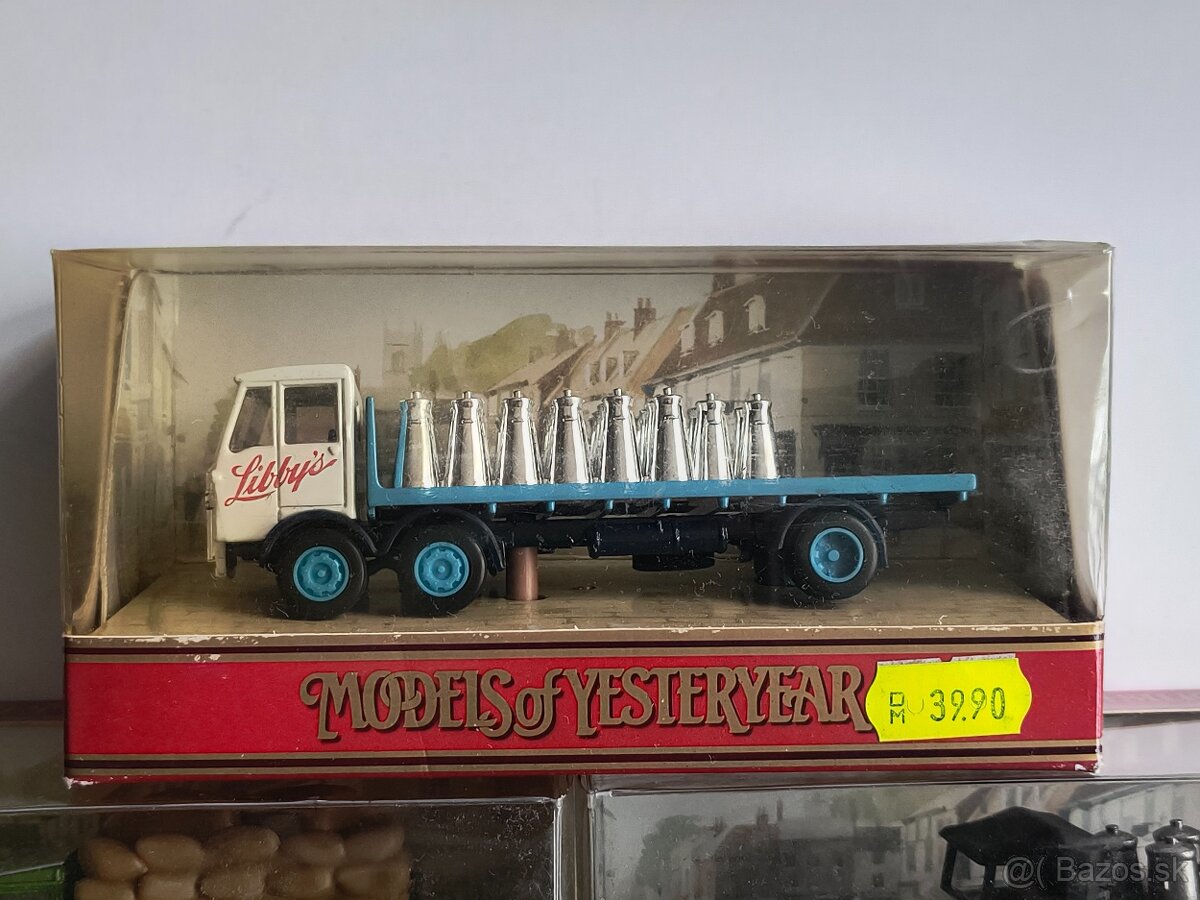 Libby's
MODELS of YESTERYEAR
DM 39.90
@( Bazos.sk